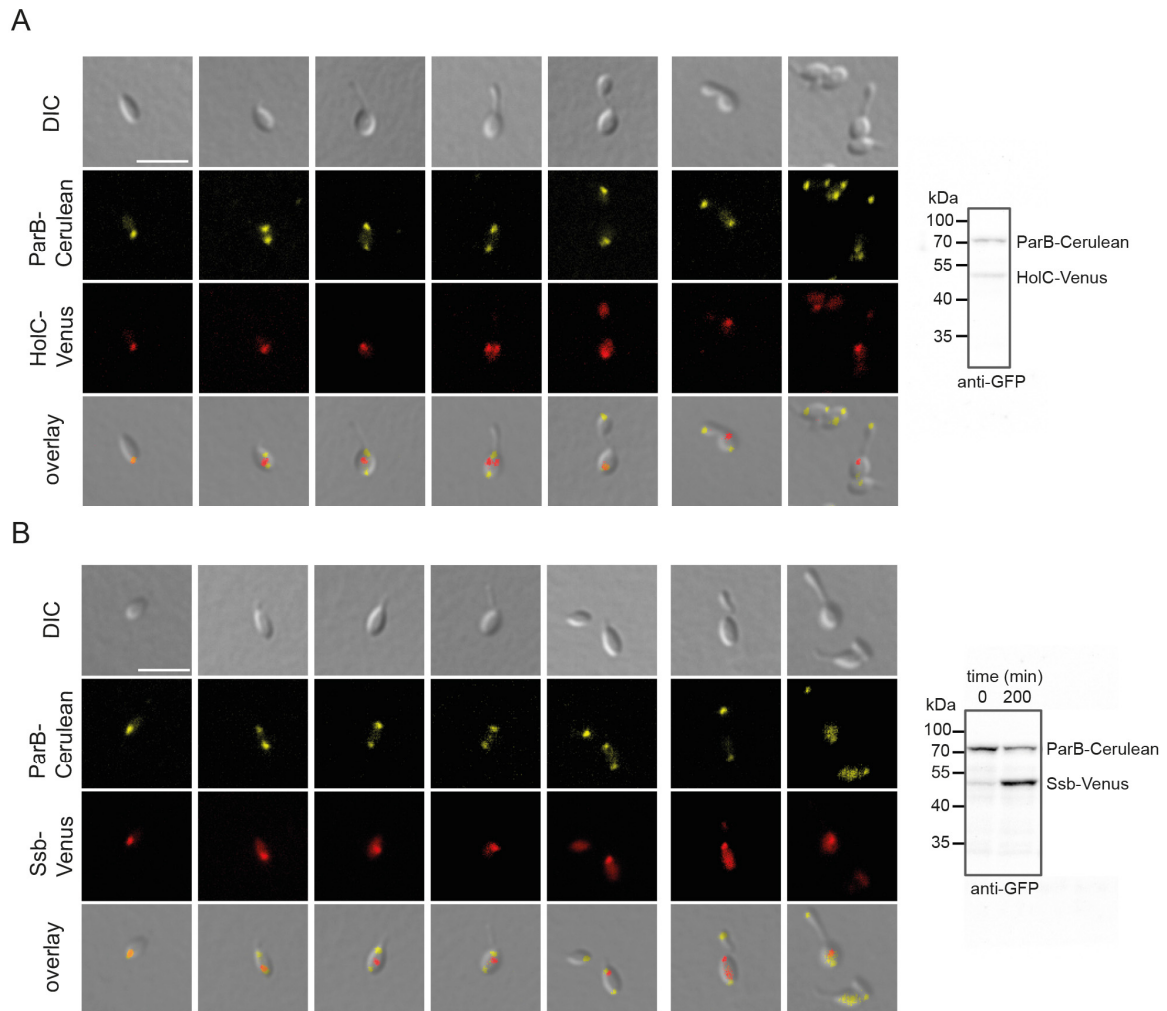 A
DIC
ParB-
Cerulean
HolC-
Venus
overlay
kDa
100
70
55
40
35
ParB-Cerulean
HolC-Venus
anti-GFP
B
DIC
ParB-
Cerulean
Ssb-
Venus
overlay
time (min)
0 200
kDa
100
70
55
40
35
ParB-Cerulean
Ssb-Venus
anti-GFP